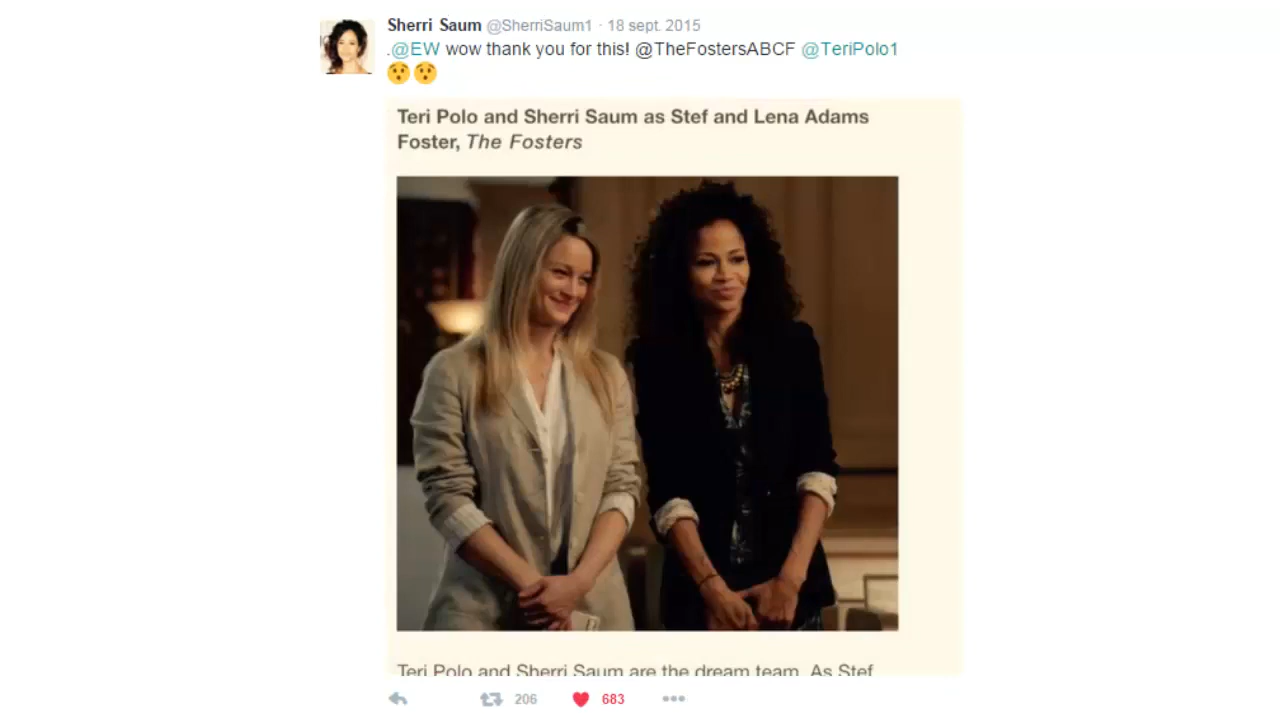 Sherri Saum @SherriSaum1 · 18 sept. 2015
.@EW wow thank you for this! @TheFostersABCF @TeriPolo1
😯😯
Teri Polo and Sherri Saum as Stef and Lena Adams
Foster, The Fosters
Teri Polo and Sherri Saum are the dream team. As Stef
206 683